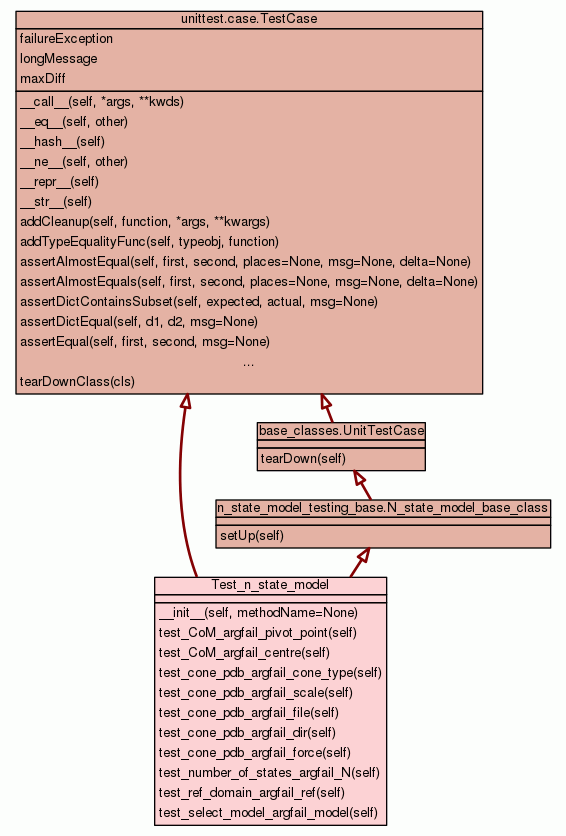 unittest.case.TestCase
failureException
longMessage
maxDiff
__call__(self, *args, **kwds)
__eq__(self, other)
__hash__(self)
__ne__(self, other)
__repr__(self)
__str__(self)
addCleanup(self, function, *args, **kwargs)
addTypeEqualityFunc(self, typeobj, function)
assertAlmostEqual(self, first, second, places=None, msg=None, delta=None)
assertAlmostEquals(self, first, second, places=None, msg=None, delta=None)
assertDictContainsSubset(self, expected, actual, msg=None)
assertDictEqual(self, d1, d2, msg=None)
assertEqual(self, first, second, msg=None)
...
tearDownClass(cls)
base_classes.UnitTestCase
tearDown(self)
n_state_model_testing_base.N_state_model_base_class
setUp(self)
Test_n_state_model
__init__(self, methodName=None)
test_CoM_argfail_pivot_point(self)
test_CoM_argfail_centre(self)
test_cone_pdb_argfail_cone_type(self)
test_cone_pdb_argfail_scale(self)
test_cone_pdb_argfail_file(self)
test_cone_pdb_argfail_dir(self)
test_cone_pdb_argfail_force(self)
test_number_of_states_argfail_N(self)
test_ref_domain_argfail_ref(self)
test_select_model_argfail_model(self)